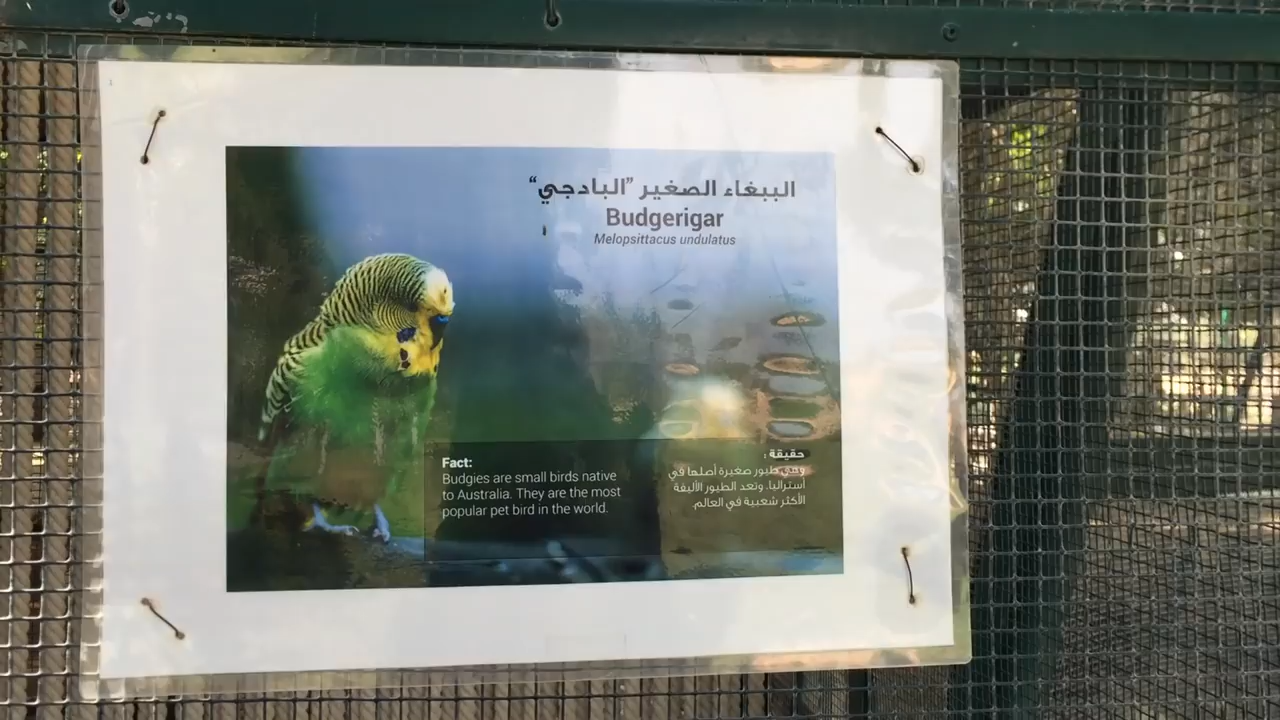 الببغاء الصغير "البادجي"
Budgerigar
Melopsittacus undulatus
Fact:
Budgies are small birds native
to Australia. They are the most
popular pet bird in the world.
حقيقة :
وهي طيور صغيرة أصلها في
أستراليا. وتعد الطيور الأليفة
الأكثر شعبية في العالم.